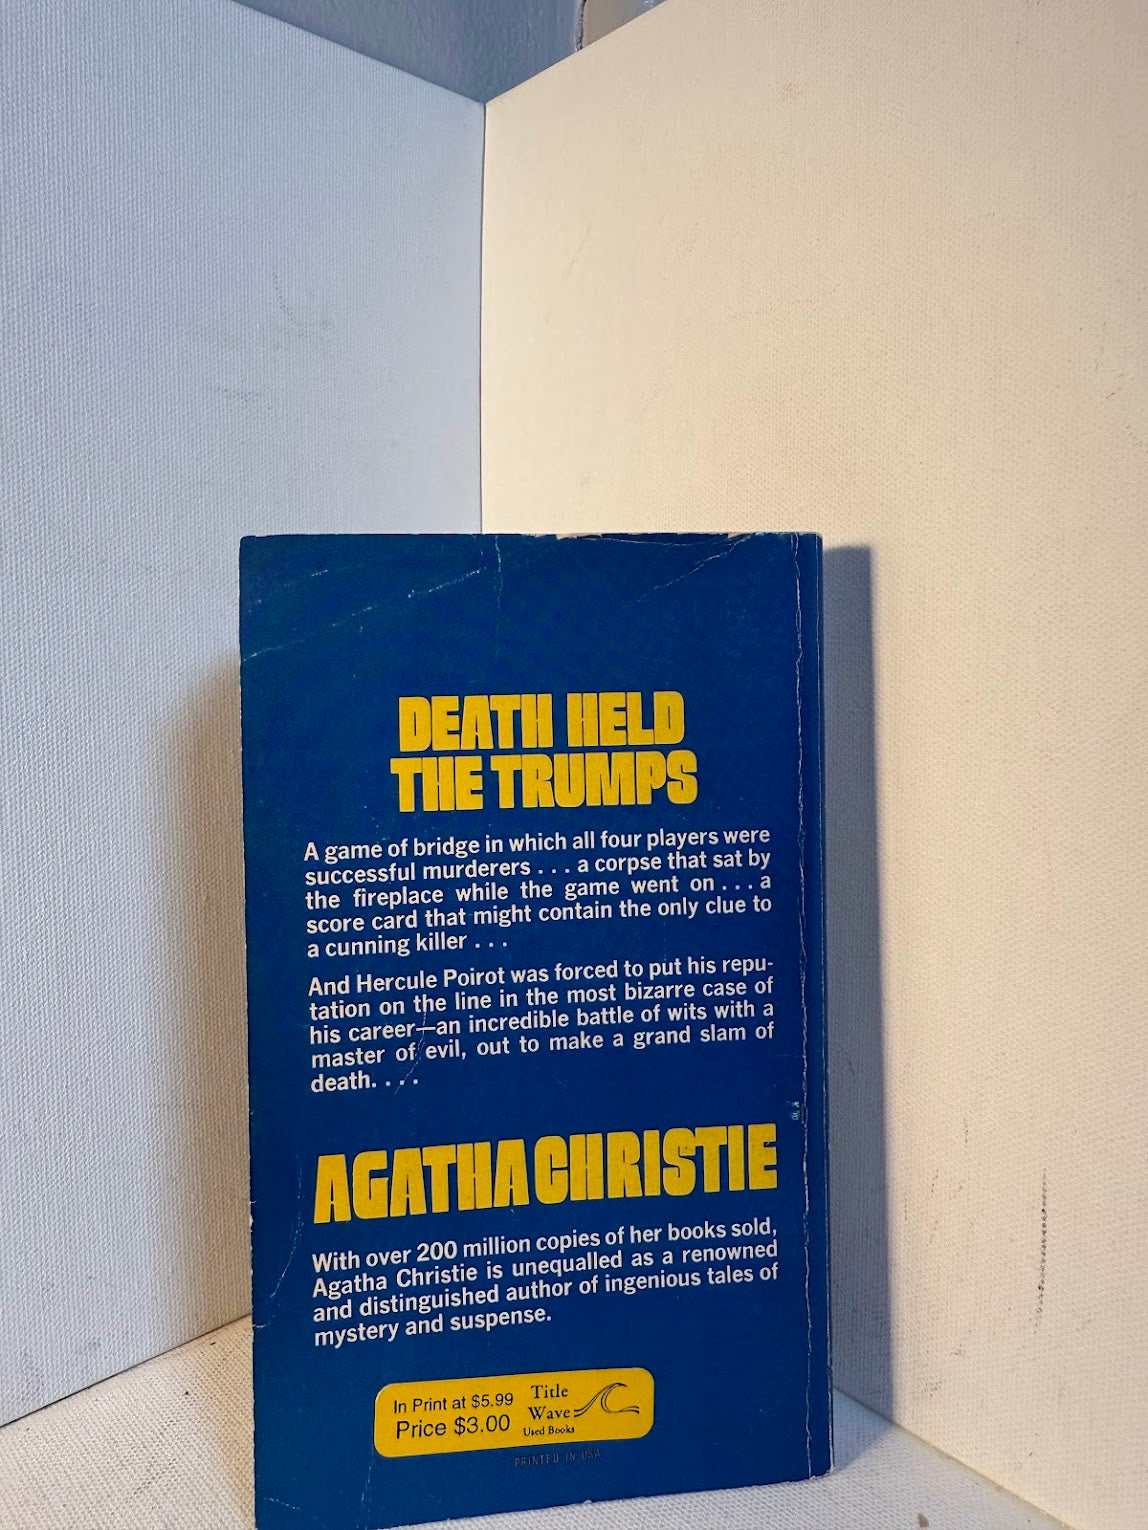 DEATH HELD
THE TRUMPS
A game of bridge in which all four players were
successful murderers . . . a corpse that sat by
the fireplace while the game went on . . . a
score card that might contain the only clue to
a cunning killer . . .
And Hercule Poirot was forced to put his repu-
tation on the line in the most bizarre case of
his career—an incredible battle of wits with a
master of evil, out to make a grand slam of
death. . . .
AGATHA CHRISTIE
With over 200 million copies of her books sold,
Agatha Christie is unequalled as a renowned
and distinguished author of ingenious tales of
mystery and suspense.
In Print at $5.99
Price $3.00
Title
Wave
Used Books
PRINTED IN USA